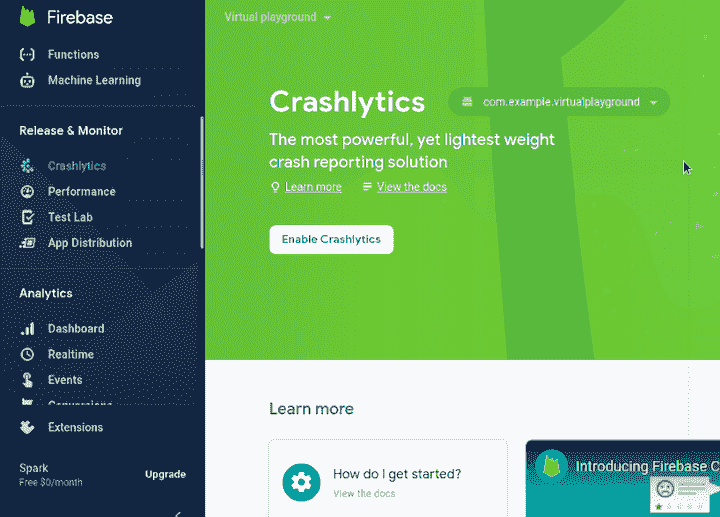 Firebase
Functions
Machine Learning
Release & Monitor
Crashlytics
Performance
Test Lab
App Distribution
Analytics
Dashboard
Realtime
Events
Conversions
Extensions
Spark
Free $0/month
Upgrade
Virtual playground
Crashlytics
com.example.virtualplayground
The most powerful, yet lightest weight
crash reporting solution
Learn more
View the docs
Enable Crashlytics
Learn more
How do I get started?
View the docs
Introducing Firebase C